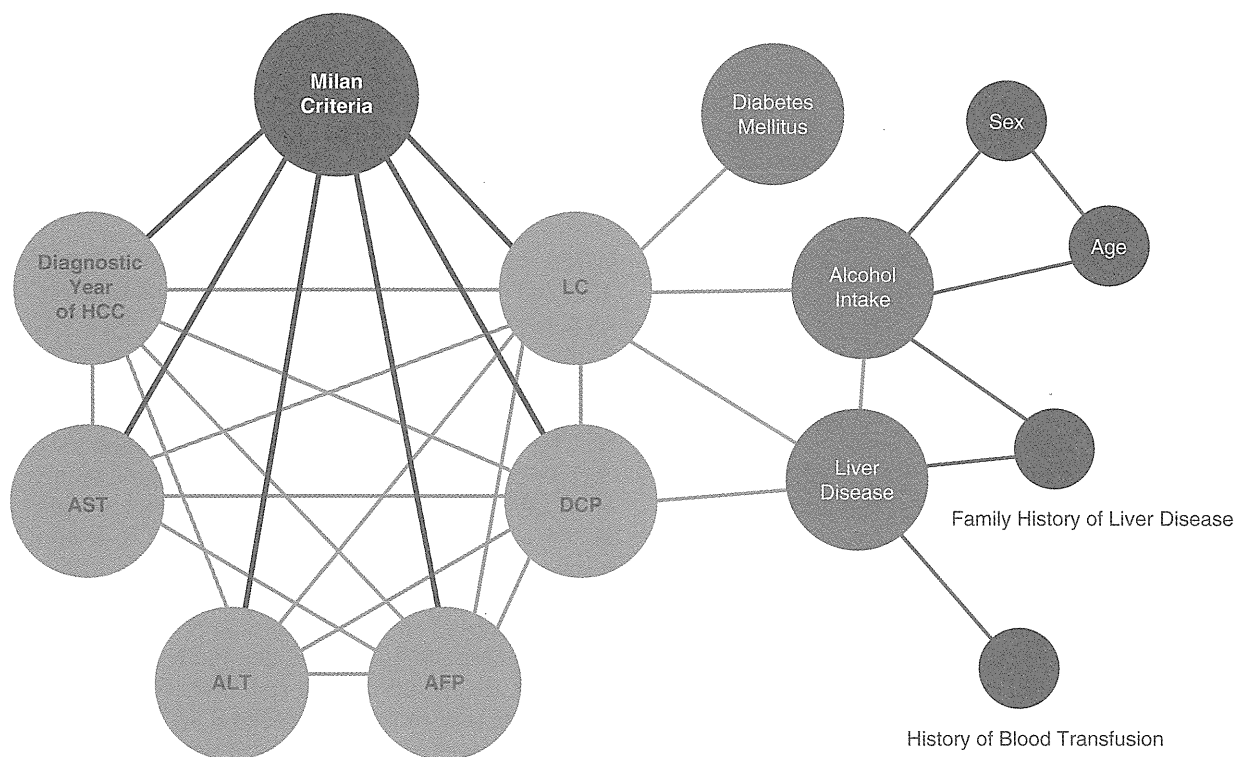 Milan
Criteria
Diabetes
Mellitus
Sex
Age
Diagnostic
Year
of HCC
LC
Alcohol
Intake
AST
DCP
Liver
Disease
Family History of Liver Disease
ALT
AFP
History of Blood Transfusion